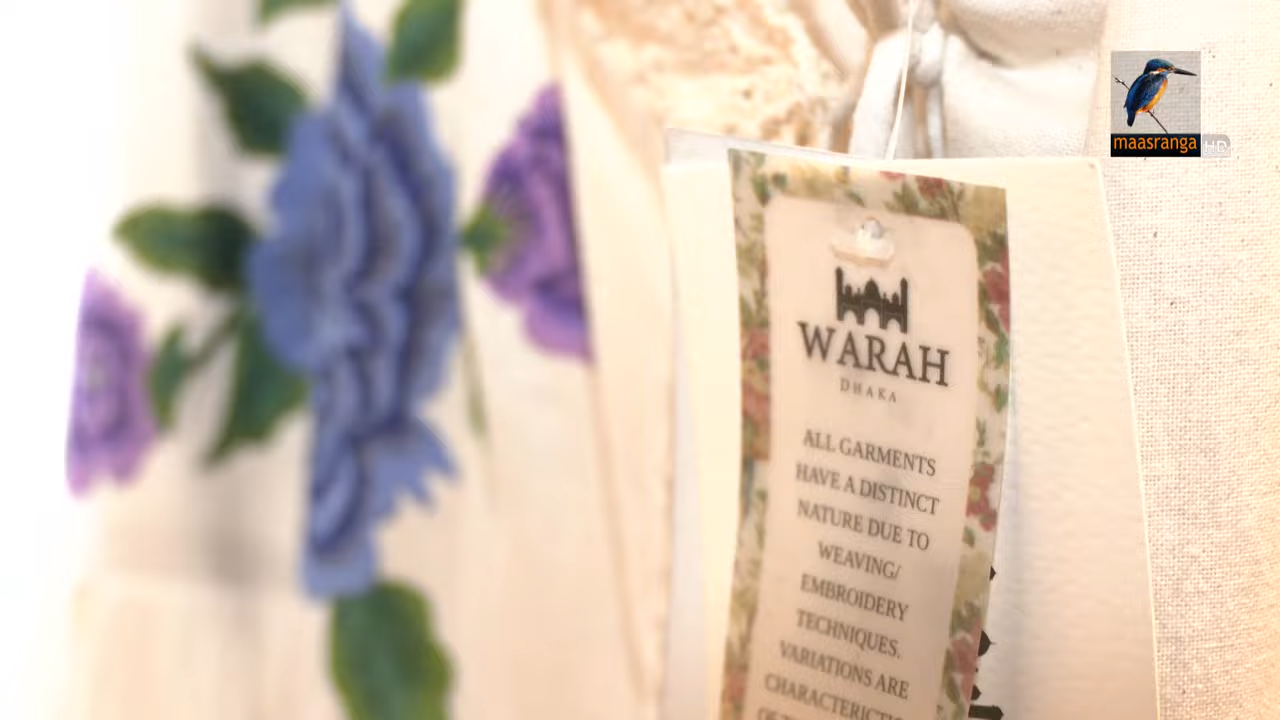 maasranga
HD
WARAH
DHAKA
ALL GARMENTS
HAVE A DISTINCT
NATURE DUE TO
WEAVING/
EMBROIDERY
TECHNIQUES.
VARIATIONS ARE